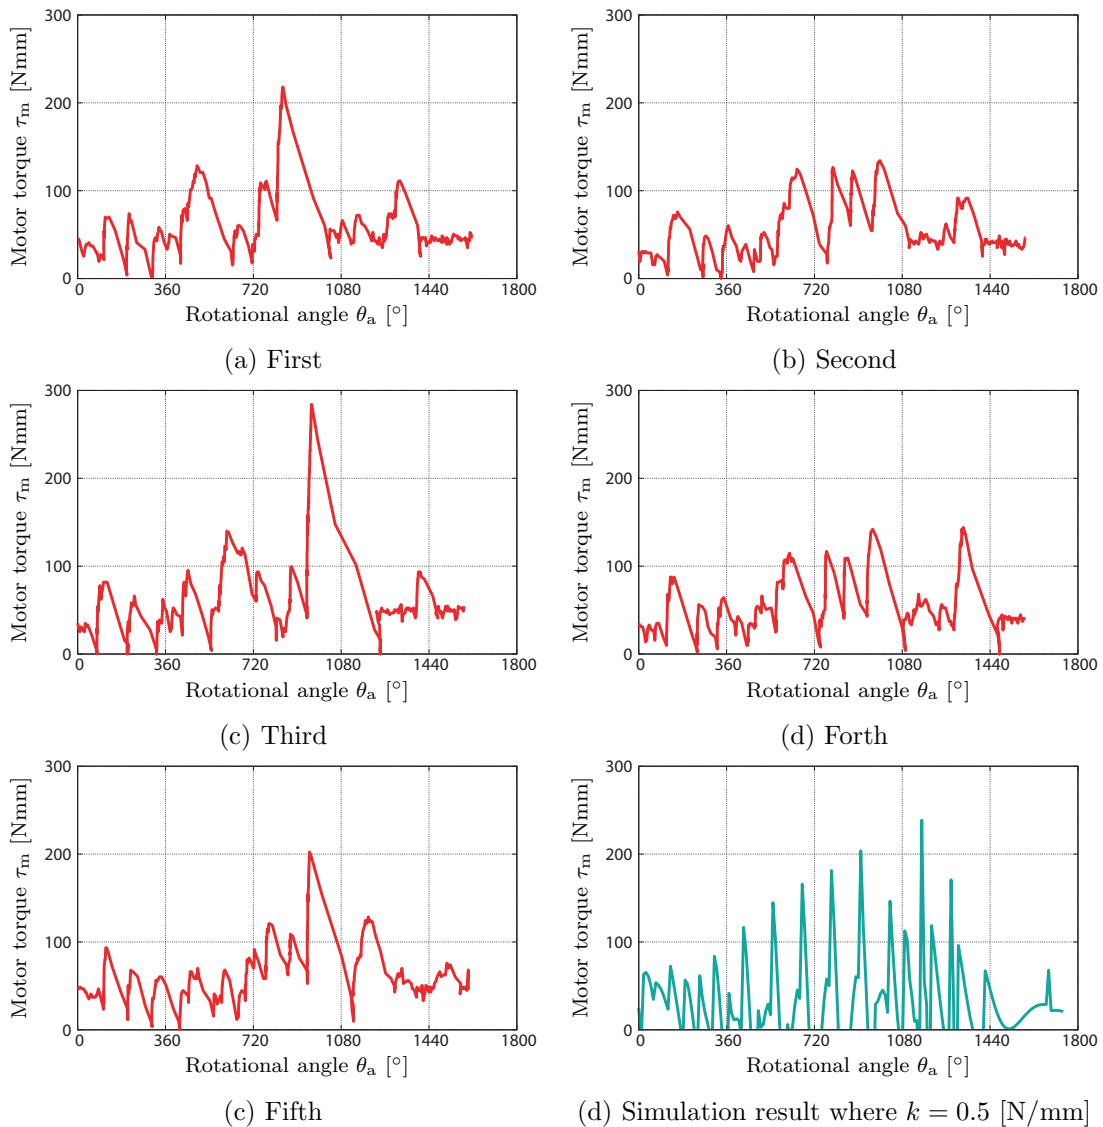 300
200
100
0
Motor torque τm [Nmm]
0 360 720 1080 1440 1800
Rotational angle θa [°]
(a) First
300
200
100
0
Motor torque τm [Nmm]
0 360 720 1080 1440 1800
Rotational angle θa [°]
(b) Second
300
200
100
0
Motor torque τm [Nmm]
0 360 720 1080 1440 1800
Rotational angle θa [°]
(c) Third
300
200
100
0
Motor torque τm [Nmm]
0 360 720 1080 1440 1800
Rotational angle θa [°]
(d) Forth
300
200
100
0
Motor torque τm [Nmm]
0 360 720 1080 1440 1800
Rotational angle θa [°]
(c) Fifth
300
200
100
0
Motor torque τm [Nmm]
0 360 720 1080 1440 1800
Rotational angle θa [°]
(d) Simulation result where k = 0.5 [N/mm]